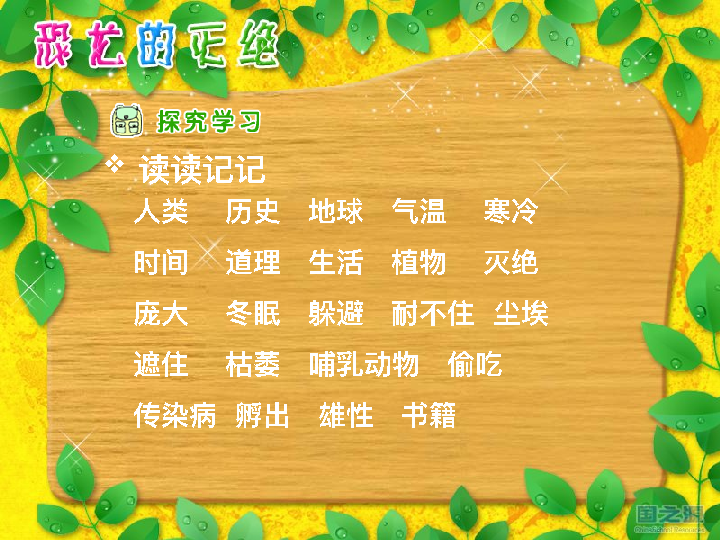 恐龙的灭绝
探究学习
读读记记
人类 历史 地球 气温 寒冷
时间 道理 生活 植物 灭绝
庞大 冬眠 躲避 耐不住 尘埃
遮住 枯萎 哺乳动物 偷吃
传染病 孵出 雄性 书籍